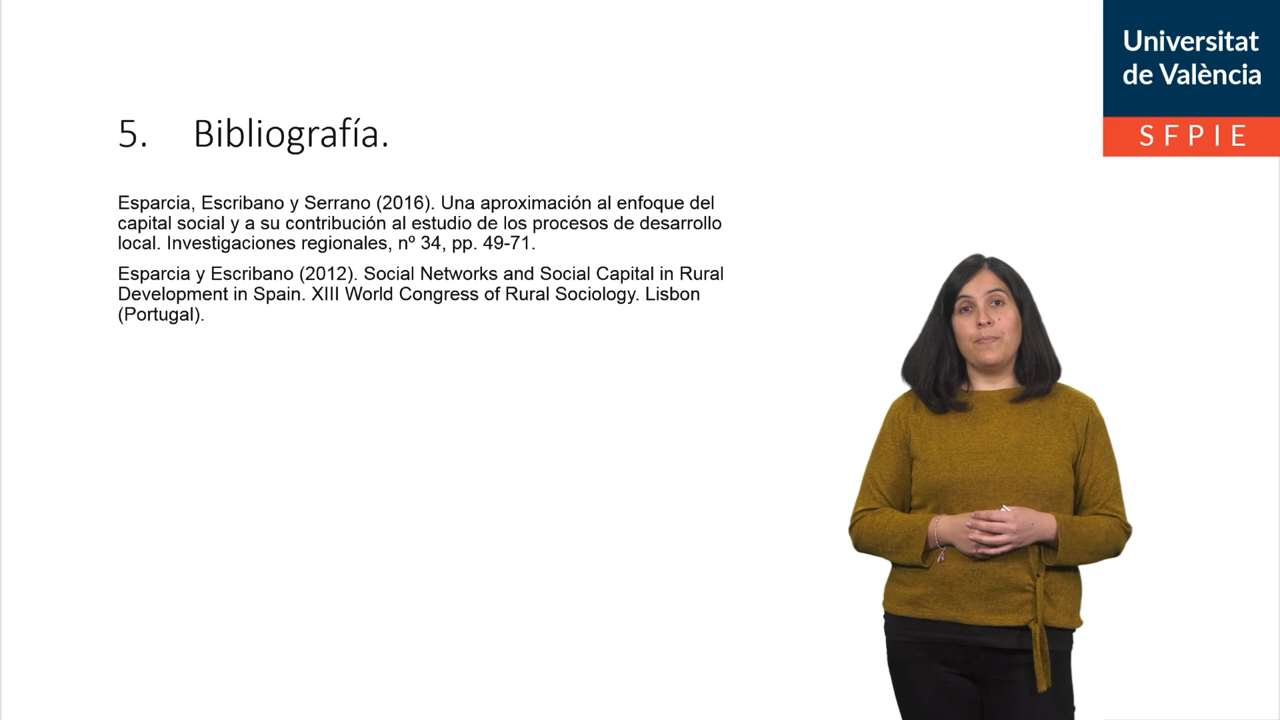 Universitat
de València
SFPIE
5. Bibliografía.
Esparcia, Escribano y Serrano (2016). Una aproximación al enfoque del
capital social y a su contribución al estudio de los procesos de desarrollo
local. Investigaciones regionales, nº 34, pp. 49-71.
Esparcia y Escribano (2012). Social Networks and Social Capital in Rural
Development in Spain. XIII World Congress of Rural Sociology. Lisbon
(Portugal).